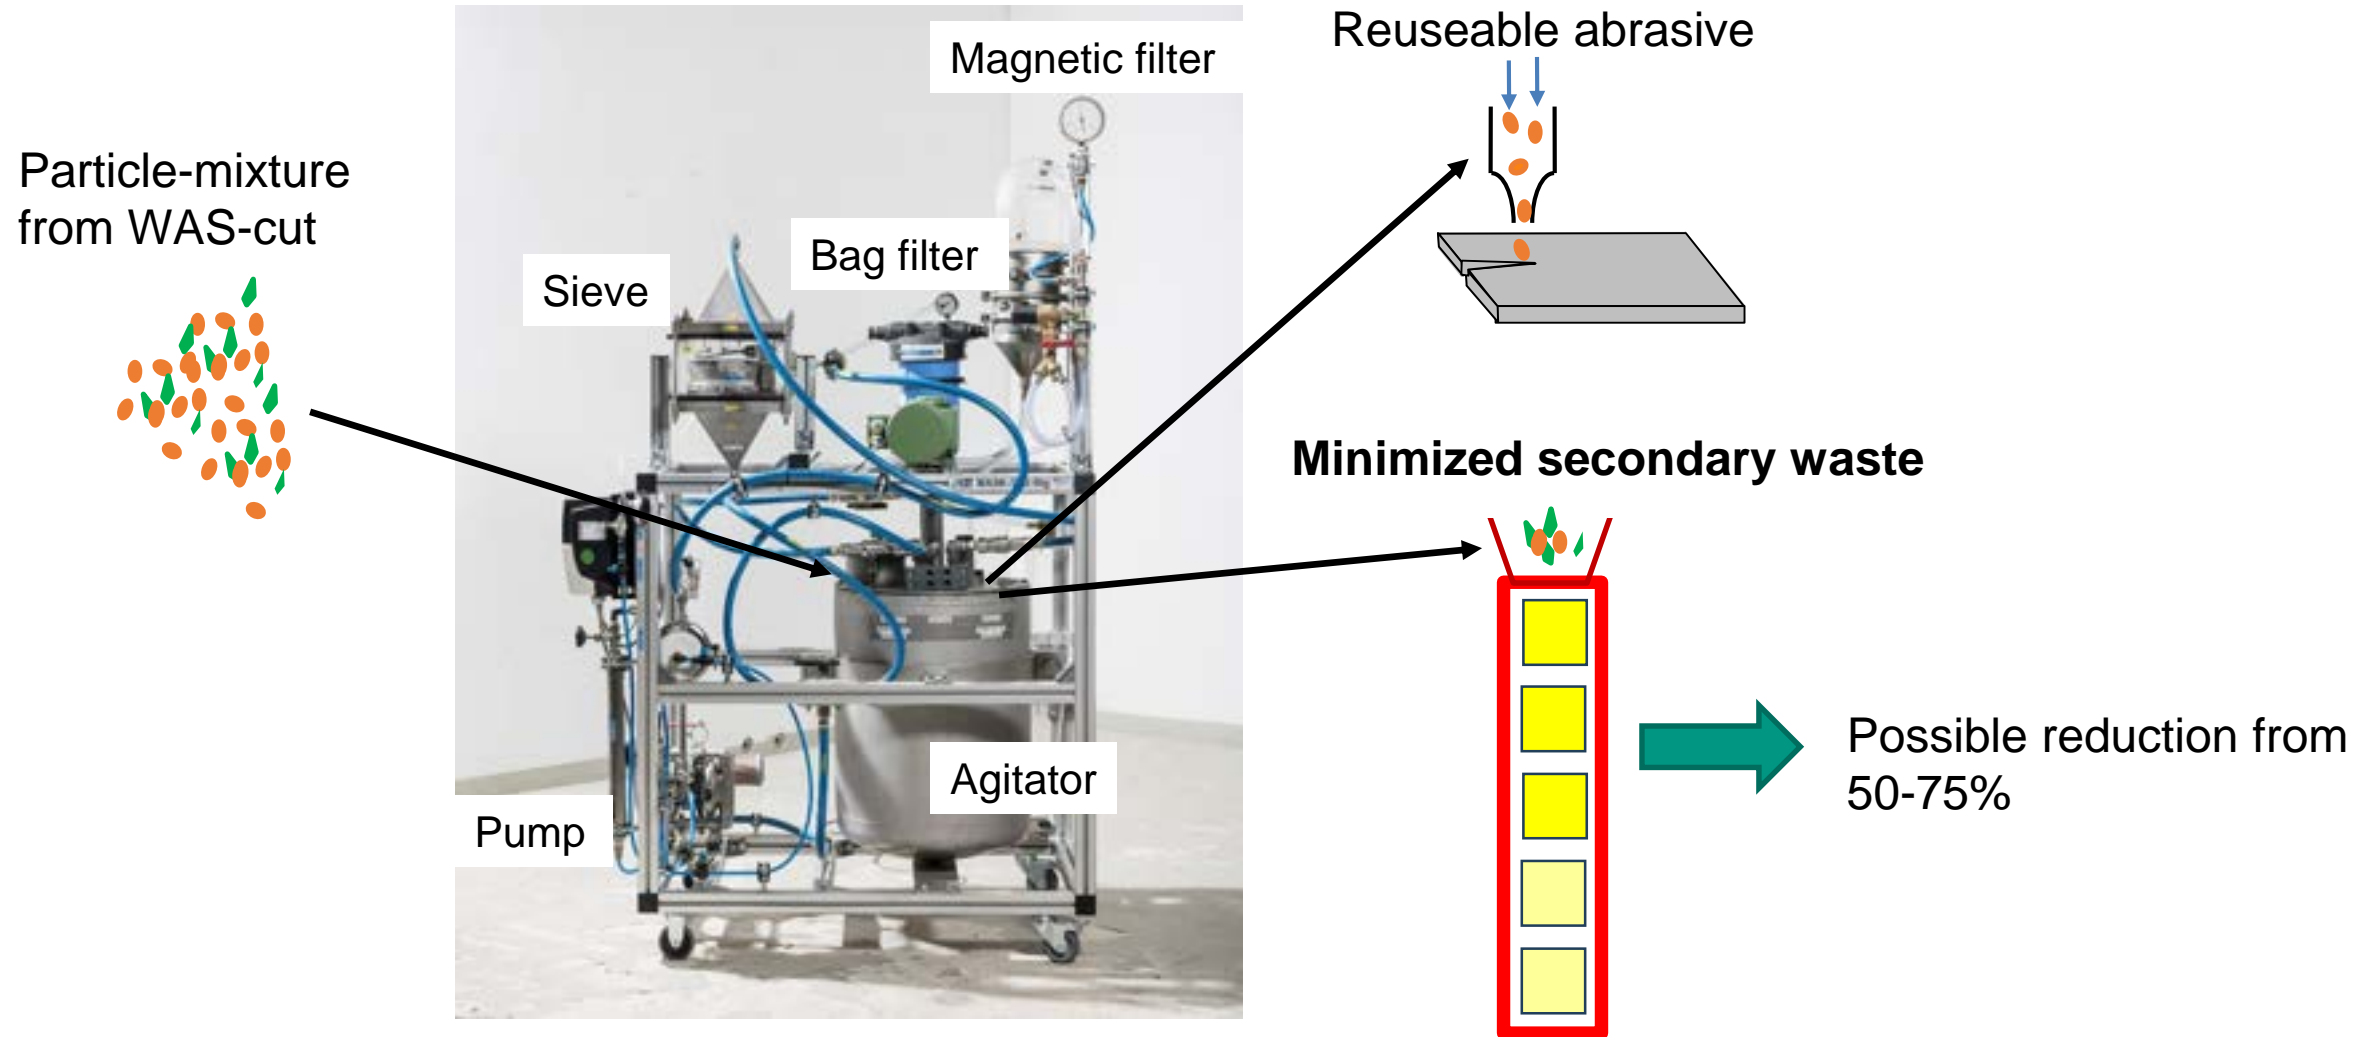 Particle-mixture
from WAS-cut
Sieve
Bag filter
Magnetic filter
Pump
Agitator
Reuseable abrasive
Minimized secondary waste
Possible reduction from
50-75%